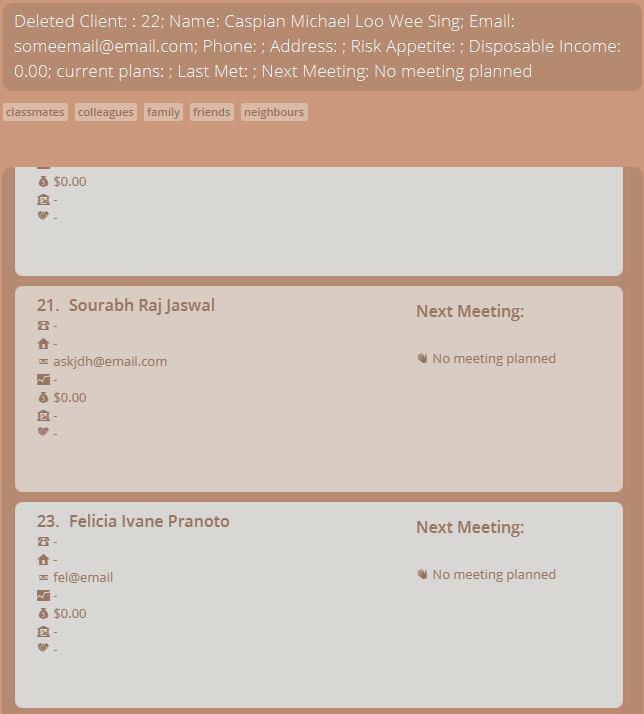 Deleted Client: : 22; Name: Caspian Michael Loo Wee Sing; Email:
someemail@email.com; Phone: ; Address: ; Risk Appetite: ; Disposable Income:
0.00; current plans: ; Last Met: ; Next Meeting: No meeting planned
classmates colleagues family friends neighbours
$0.00
-
-
21. Sourabh Raj Jaswal
-
-
askjdh@email.com
-
$0.00
-
-
Next Meeting:
No meeting planned
23. Felicia Ivane Pranoto
-
-
fel@email
-
$0.00
-
-
Next Meeting:
No meeting planned